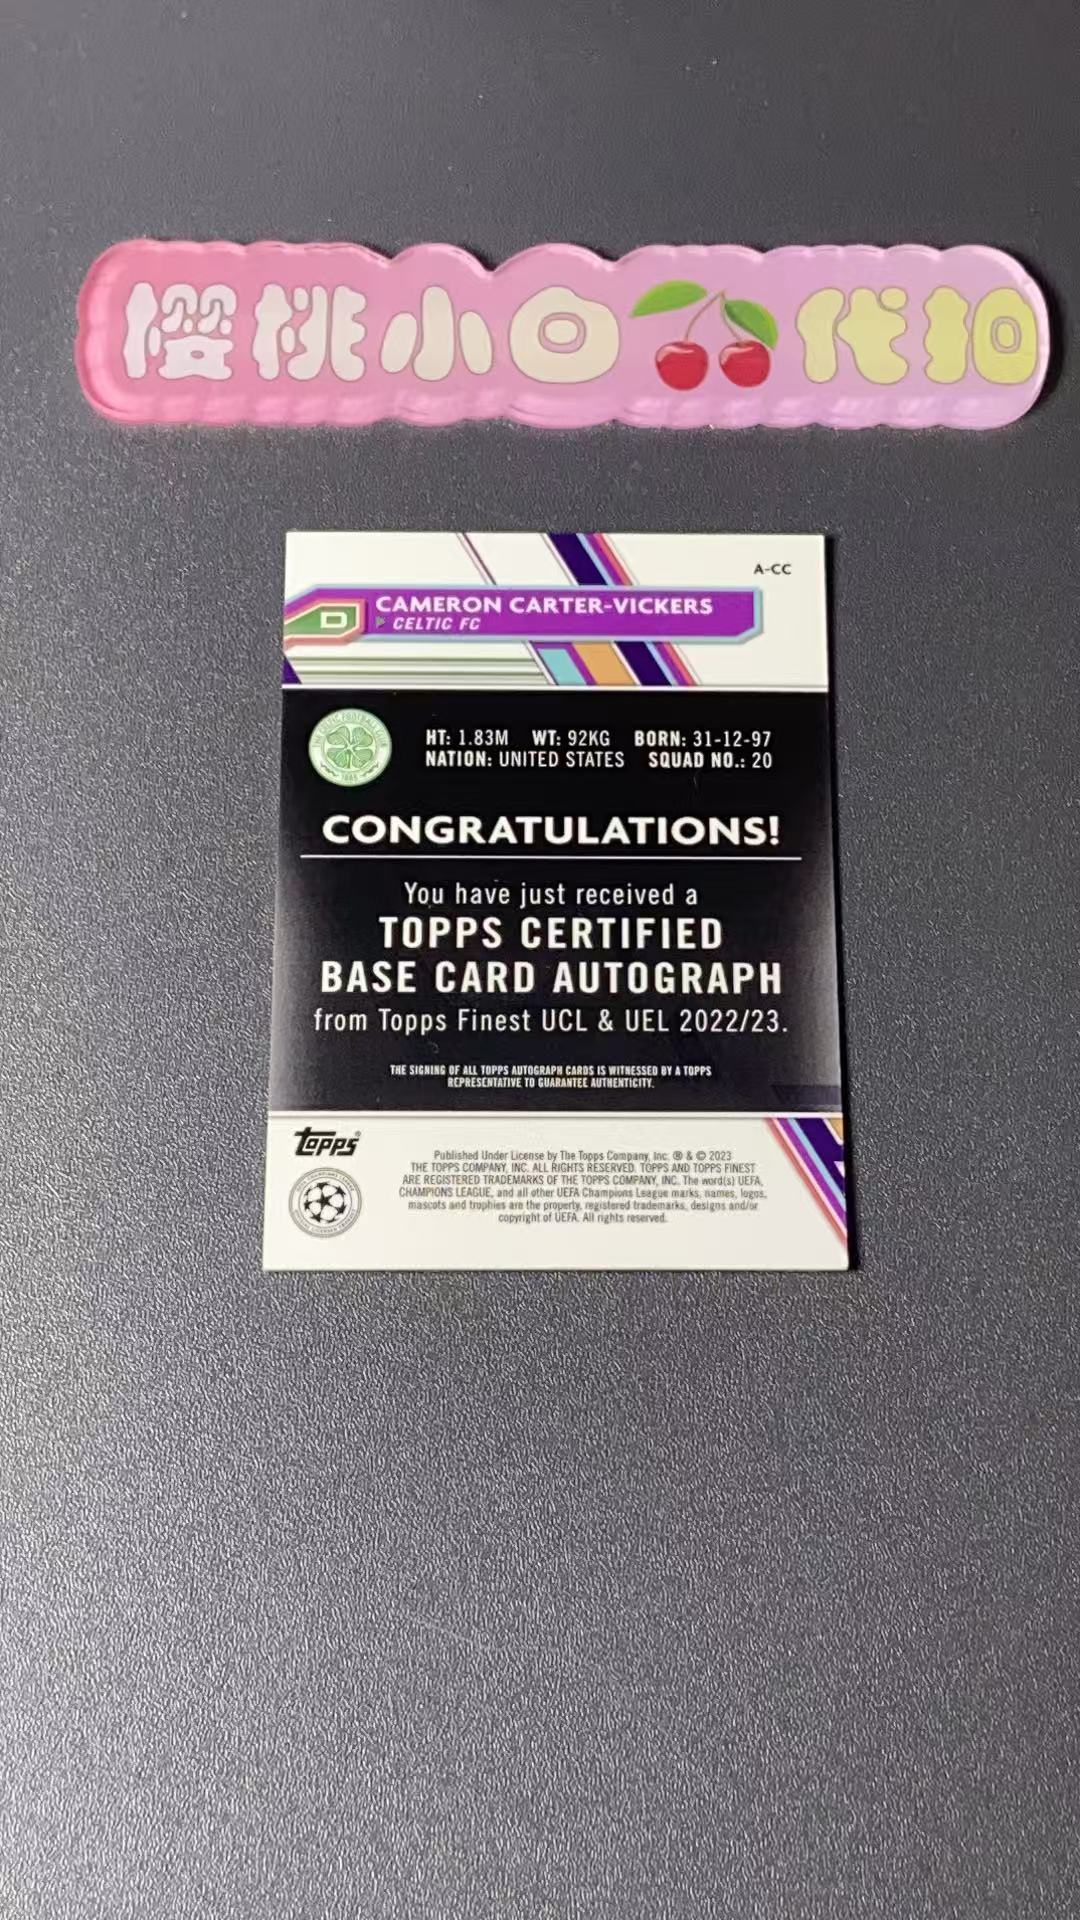 樱桃小白代拍
A-CC
D
CAMERON CARTER-VICKERS
CELTIC FC
THE CELTIC FOOTBALL CLUB
1888
HT: 1.83M WT: 92KG BORN: 31-12-97
NATION: UNITED STATES SQUAD NO.: 20
CONGRATULATIONS!
You have just received a
TOPPS CERTIFIED
BASE CARD AUTOGRAPH
from Topps Finest UCL & UEL 2022/23.
THE SIGNING OF ALL TOPPS AUTOGRAPH CARDS IS WITNESSED BY A TOPPS
REPRESENTATIVE TO GUARANTEE AUTHENTICITY.
topps®
Published Under License by The Topps Company, Inc. ® & © 2023
THE TOPPS COMPANY, INC. ALL RIGHTS RESERVED. TOPPS AND TOPPS FINEST
ARE REGISTERED TRADEMARKS OF THE TOPPS COMPANY, INC. The word(s) UEFA,
CHAMPIONS LEAGUE, and all other UEFA Champions League marks, names, logos,
mascots and trophies are the property, registered trademarks, designs and/or
copyright of UEFA. All rights reserved.